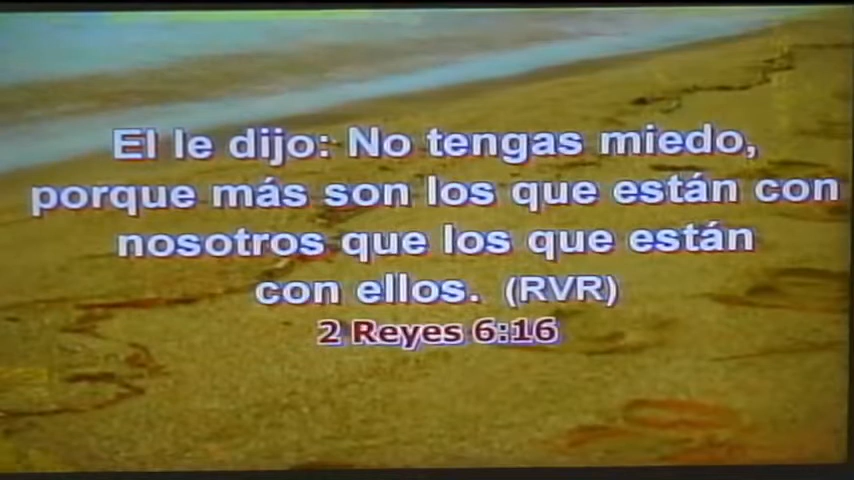 El le dijo: No tengas miedo,
porque más son los que están con
nosotros que los que están
con ellos. (RVR)
2 Reyes 6:16